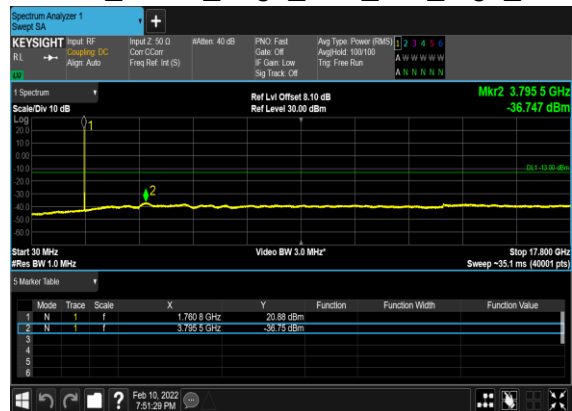 Spectrum Analyzer 1
Swept SA
KEYSIGHT Input: RF Input Z: 50 Ω #Atten: 40 dB PNO: Fast Avg Type: Power (RMS) 1 2 3 4 5 6
RL Coupling: DC Corr CCorr Gate: Off Avg|Hold: 100/100 A W W W W W
Align: Auto Freq Ref: Int (S) IF Gain: Low Trig: Free Run
Sig Track: Off A N N N N N
1 Spectrum Ref Lvl Offset 8.10 dB Mkr2 3.795 5 GHz
Scale/Div 10 dB Ref Level 30.00 dBm -36.747 dBm
Log
20.0 1
10.0
0.00
-10.0 DL1 -13.00 dBm
-20.0
-30.0 2
-40.0
-50.0
-60.0
Start 30 MHz Video BW 3.0 MHz* Stop 17.800 GHz
#Res BW 1.0 MHz Sweep ~35.1 ms (40001 pts)
5 Marker Table
Mode Trace Scale X Y Function Function Width Function Value
1 N 1 f 1.760 8 GHz 20.88 dBm
2 N 1 f 3.795 5 GHz -36.75 dBm
3
4
5
6
? Feb 10, 2022
7:51:29 PM